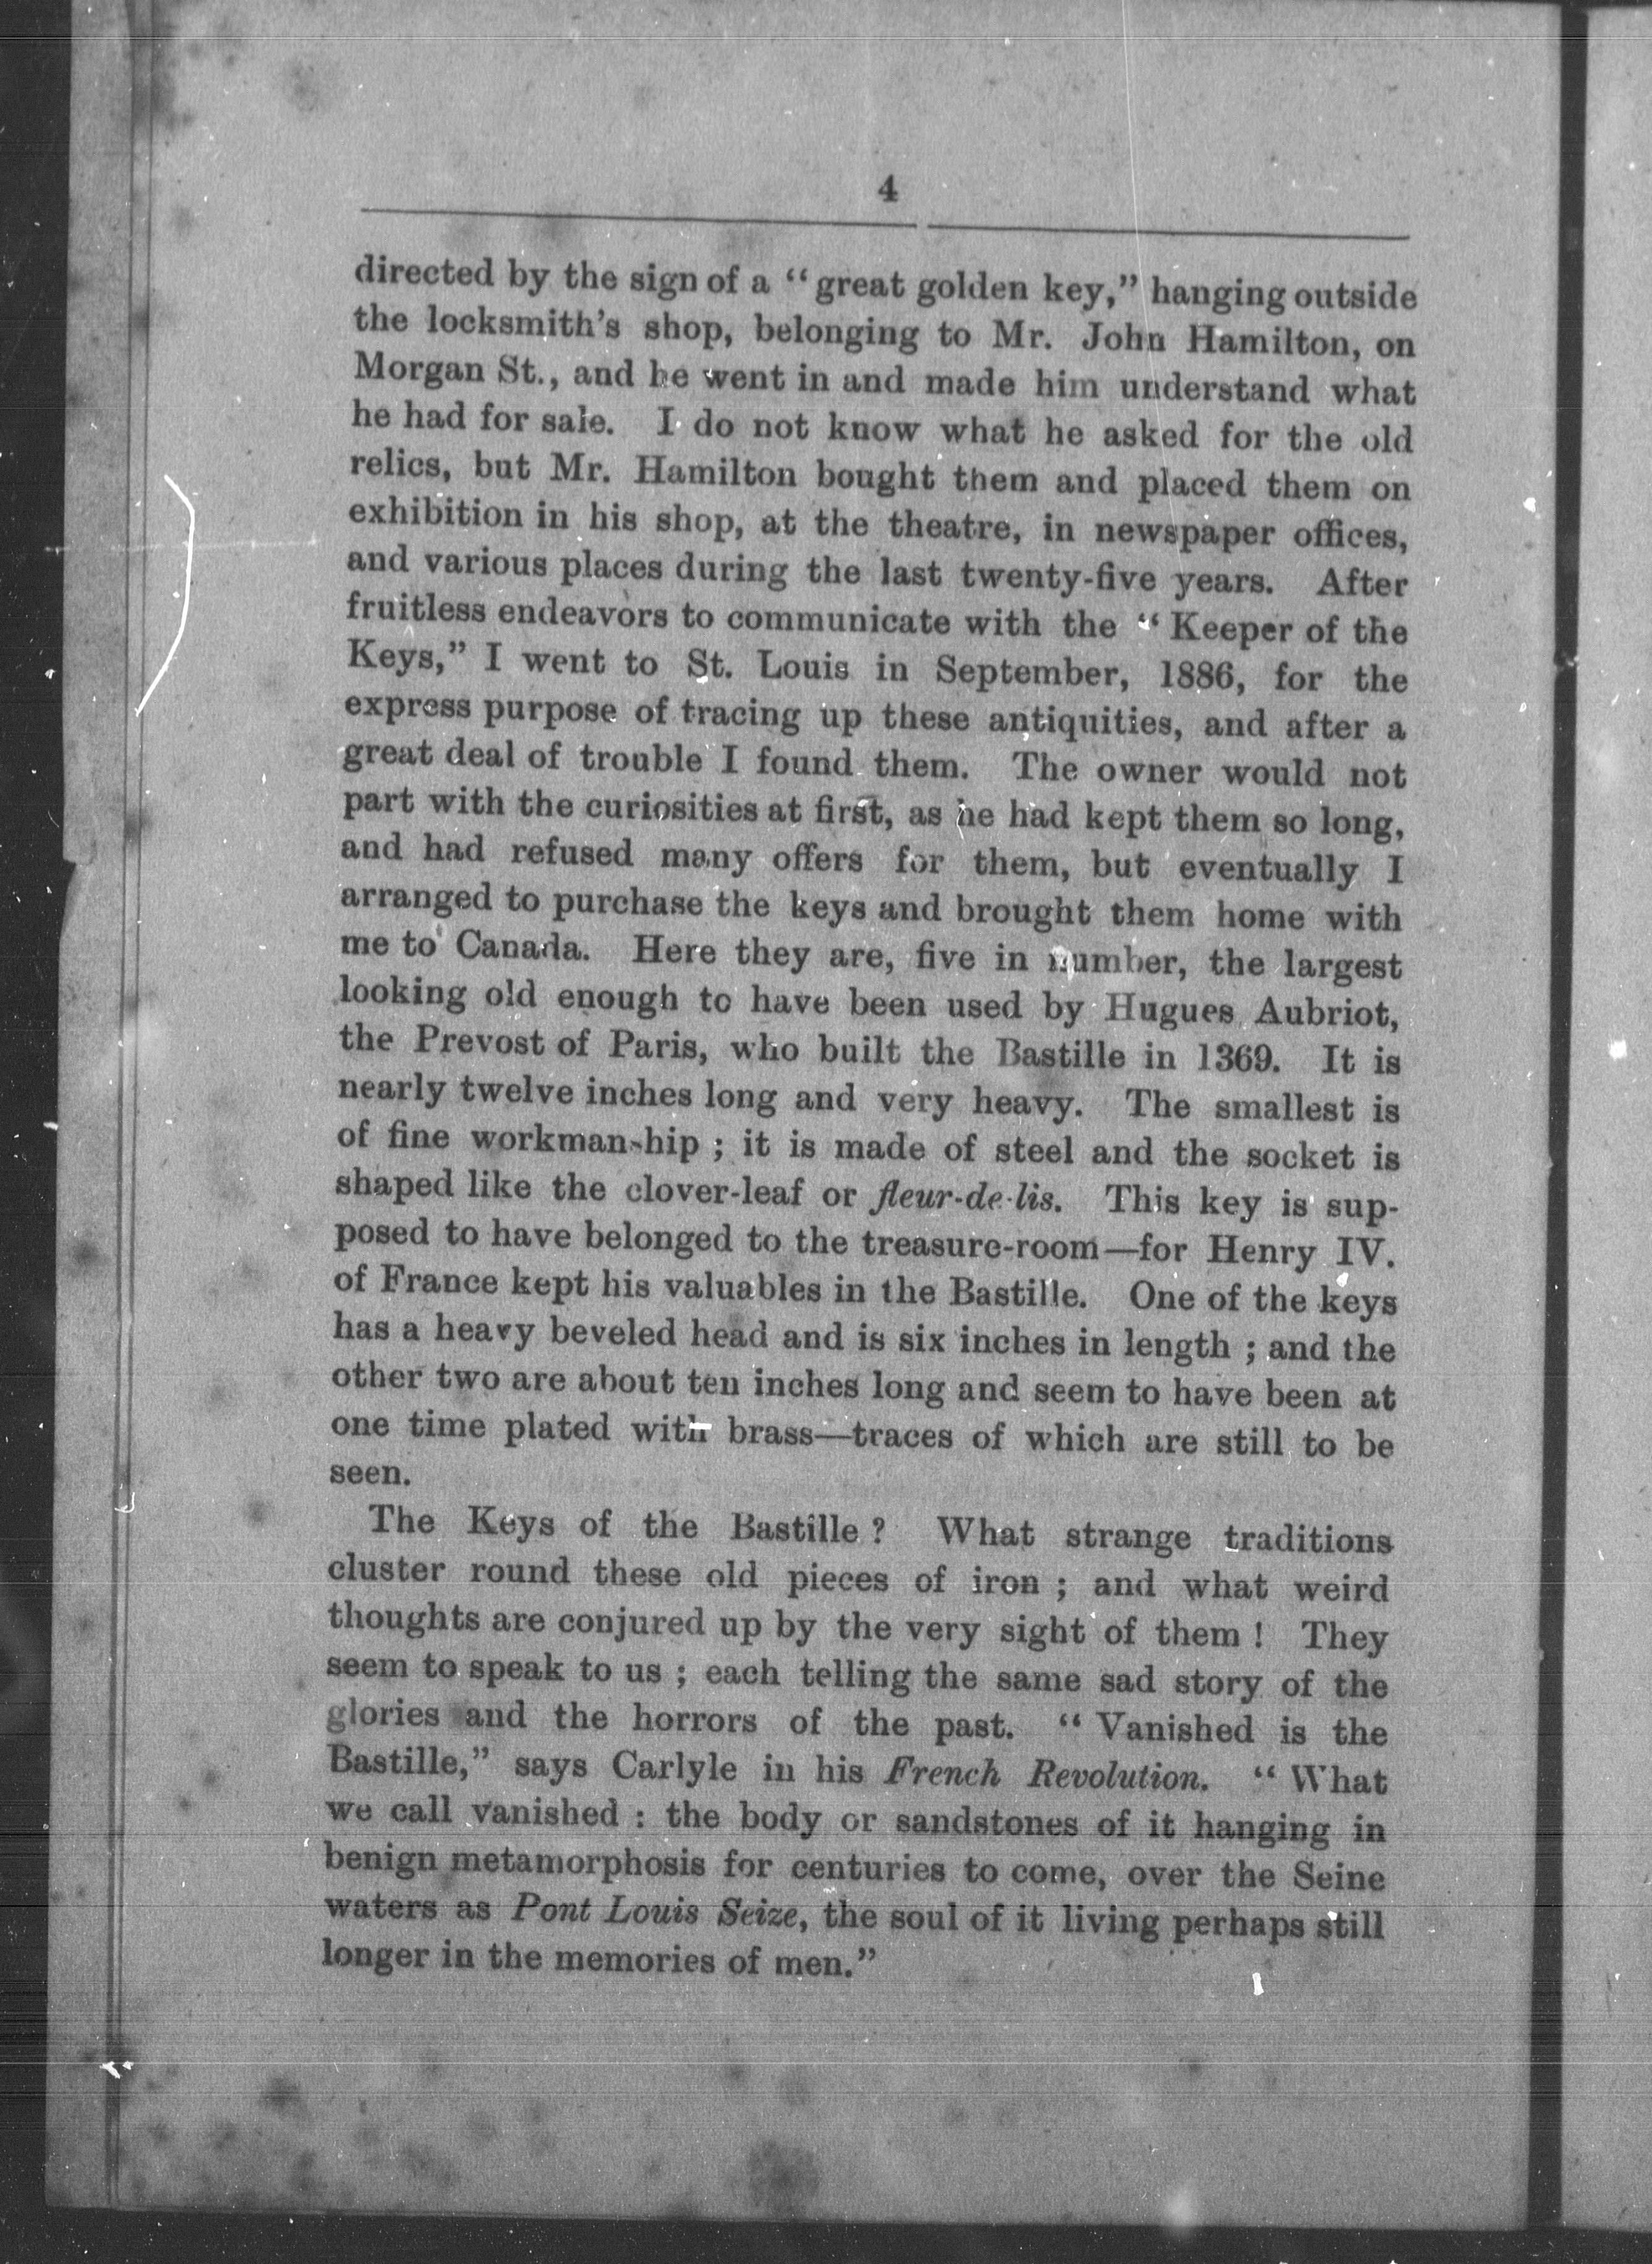 4
directed by the sign of a “great golden key,” hanging outside
the locksmith’s shop, belonging to Mr. John Hamilton, on
Morgan St., and he went in and made him understand what
he had for sale. I do not know what he asked for the old
relics, but Mr. Hamilton bought them and placed them on
exhibition in his shop, at the theatre, in newspaper offices,
and various places during the last twenty-five years. After
fruitless endeavors to communicate with the “Keeper of the
Keys,” I went to St. Louis in September, 1886, for the
express purpose of tracing up these antiquities, and after a
great deal of trouble I found them. The owner would not
part with the curiosities at first, as he had kept them so long,
and had refused many offers for them, but eventually I
arranged to purchase the keys and brought them home with
me to Canada. Here they are, five in number, the largest
looking old enough to have been used by Hugues Aubriot,
the Prevost of Paris, who built the Bastille in 1369. It is
nearly twelve inches long and very heavy. The smallest is
of fine workmanship ; it is made of steel and the socket is
shaped like the clover-leaf or fleur-de-lis. This key is sup-
posed to have belonged to the treasure-room—for Henry IV.
of France kept his valuables in the Bastille. One of the keys
has a heavy beveled head and is six inches in length ; and the
other two are about ten inches long and seem to have been at
one time plated with brass—traces of which are still to be
seen.
The Keys of the Bastille ? What strange traditions
cluster round these old pieces of iron ; and what weird
thoughts are conjured up by the very sight of them ! They
seem to speak to us ; each telling the same sad story of the
glories and the horrors of the past. “Vanished is the
Bastille,” says Carlyle in his French Revolution. “What
we call vanished : the body or sandstones of it hanging in
benign metamorphosis for centuries to come, over the Seine
waters as Pont Louis Seize, the soul of it living perhaps still
longer in the memories of men.”